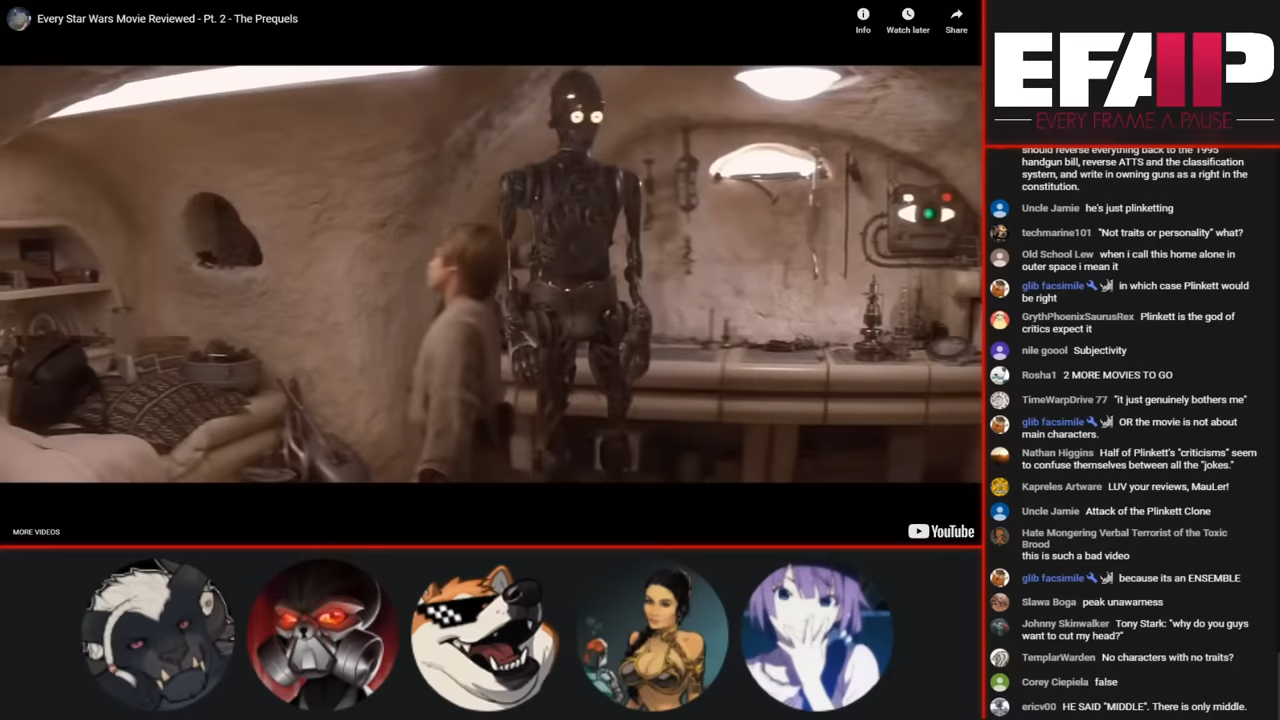 Every Star Wars Movie Reviewed - Pt. 2 - The Prequels
Info
Watch later
Share
MORE VIDEOS
YouTube
EFAP
EVERY FRAME A PAUSE
should reverse everything back to the 1995
handgun bill, reverse ATTS and the classification
system, and write in owning guns as a right in the
constitution.
Uncle Jamie he's just plinketting
techmarine101 "Not traits or personality" what?
Old School Lew when i call this home alone in
outer space i mean it
glib facsimile in which case Plinkett would
be right
GrythPhoenixSaurusRex Plinkett is the god of
critics expect it
nile goool Subjectivity
Rosha1 2 MORE MOVIES TO GO
TimeWarpDrive 77 "it just genuinely bothers me"
glib facsimile OR the movie is not about
main characters.
Nathan Higgins Half of Plinkett's "criticisms" seem
to confuse themselves between all the "jokes."
Kapreles Artware LUV your reviews, MauLer!
Uncle Jamie Attack of the Plinkett Clone
Hate Mongering Verbal Terrorist of the Toxic
Brood
this is such a bad video
glib facsimile because its an ENSEMBLE
Slawa Boga peak unawarness
Johnny Skinwalker Tony Stark: "why do you guys
want to cut my head?"
TemplarWarden No characters with no traits?
Corey Ciepiela false
ericv00 HE SAID "MIDDLE". There is only middle.